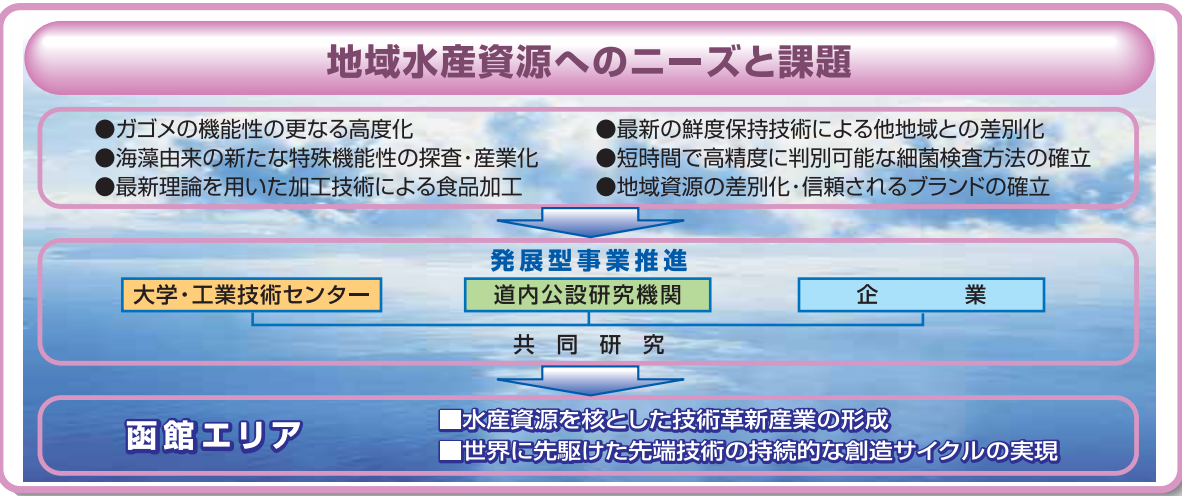 地域水産資源へのニーズと課題
●ガゴメの機能性の更なる高度化
●海藻由来の新たな特殊機能性の探査・産業化
●最新理論を用いた加工技術による食品加工
●最新の鮮度保持技術による他地域との差別化
●短時間で高精度に判別可能な細菌検査方法の確立
●地域資源の差別化・信頼されるブランドの確立
発展型事業推進
大学・工業技術センター
道内公設研究機関
企　業
共同研究
函館エリア
■水産資源を核とした技術革新産業の形成
■世界に先駆けた先端技術の持続的な創造サイクルの実現